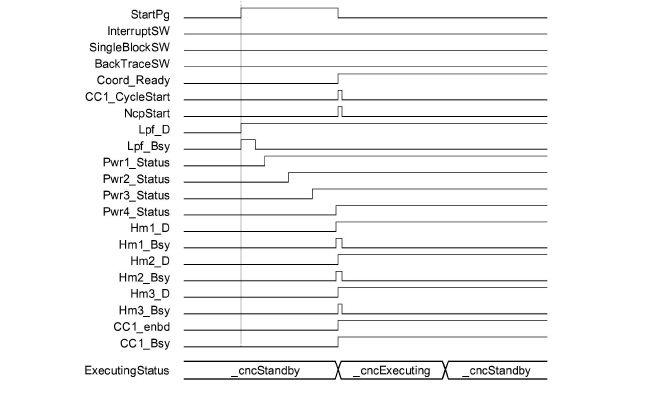 StartPg
InterruptSW
SingleBlockSW
BackTraceSW
Coord_Ready
CC1_CycleStart
NcpStart
Lpf_D
Lpf_Bsy
Pwr1_Status
Pwr2_Status
Pwr3_Status
Pwr4_Status
Hm1_D
Hm1_Bsy
Hm2_D
Hm2_Bsy
Hm3_D
Hm3_Bsy
CC1_enbd
CC1_Bsy
ExecutingStatus _cncStandby _cncExecuting _cncStandby